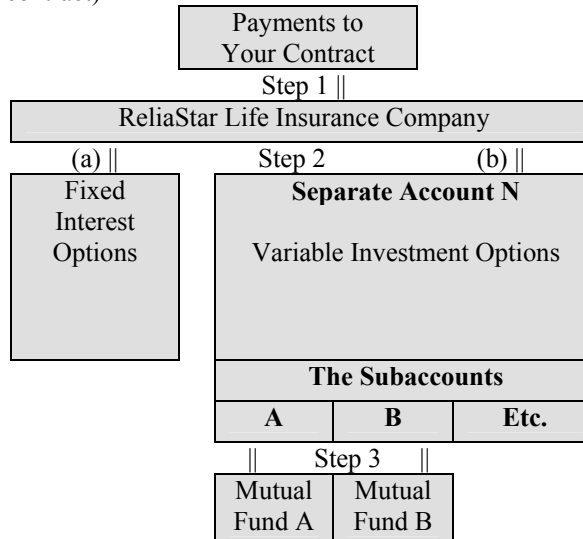 Payments to
Your Contract
Step 1 ||
ReliaStar Life Insurance Company
(a) || Step 2 (b) ||
Fixed
Interest
Options
Separate Account N
Variable Investment Options
The Subaccounts
A B Etc.
|| Step 3 ||
Mutual
Fund A
Mutual
Fund B